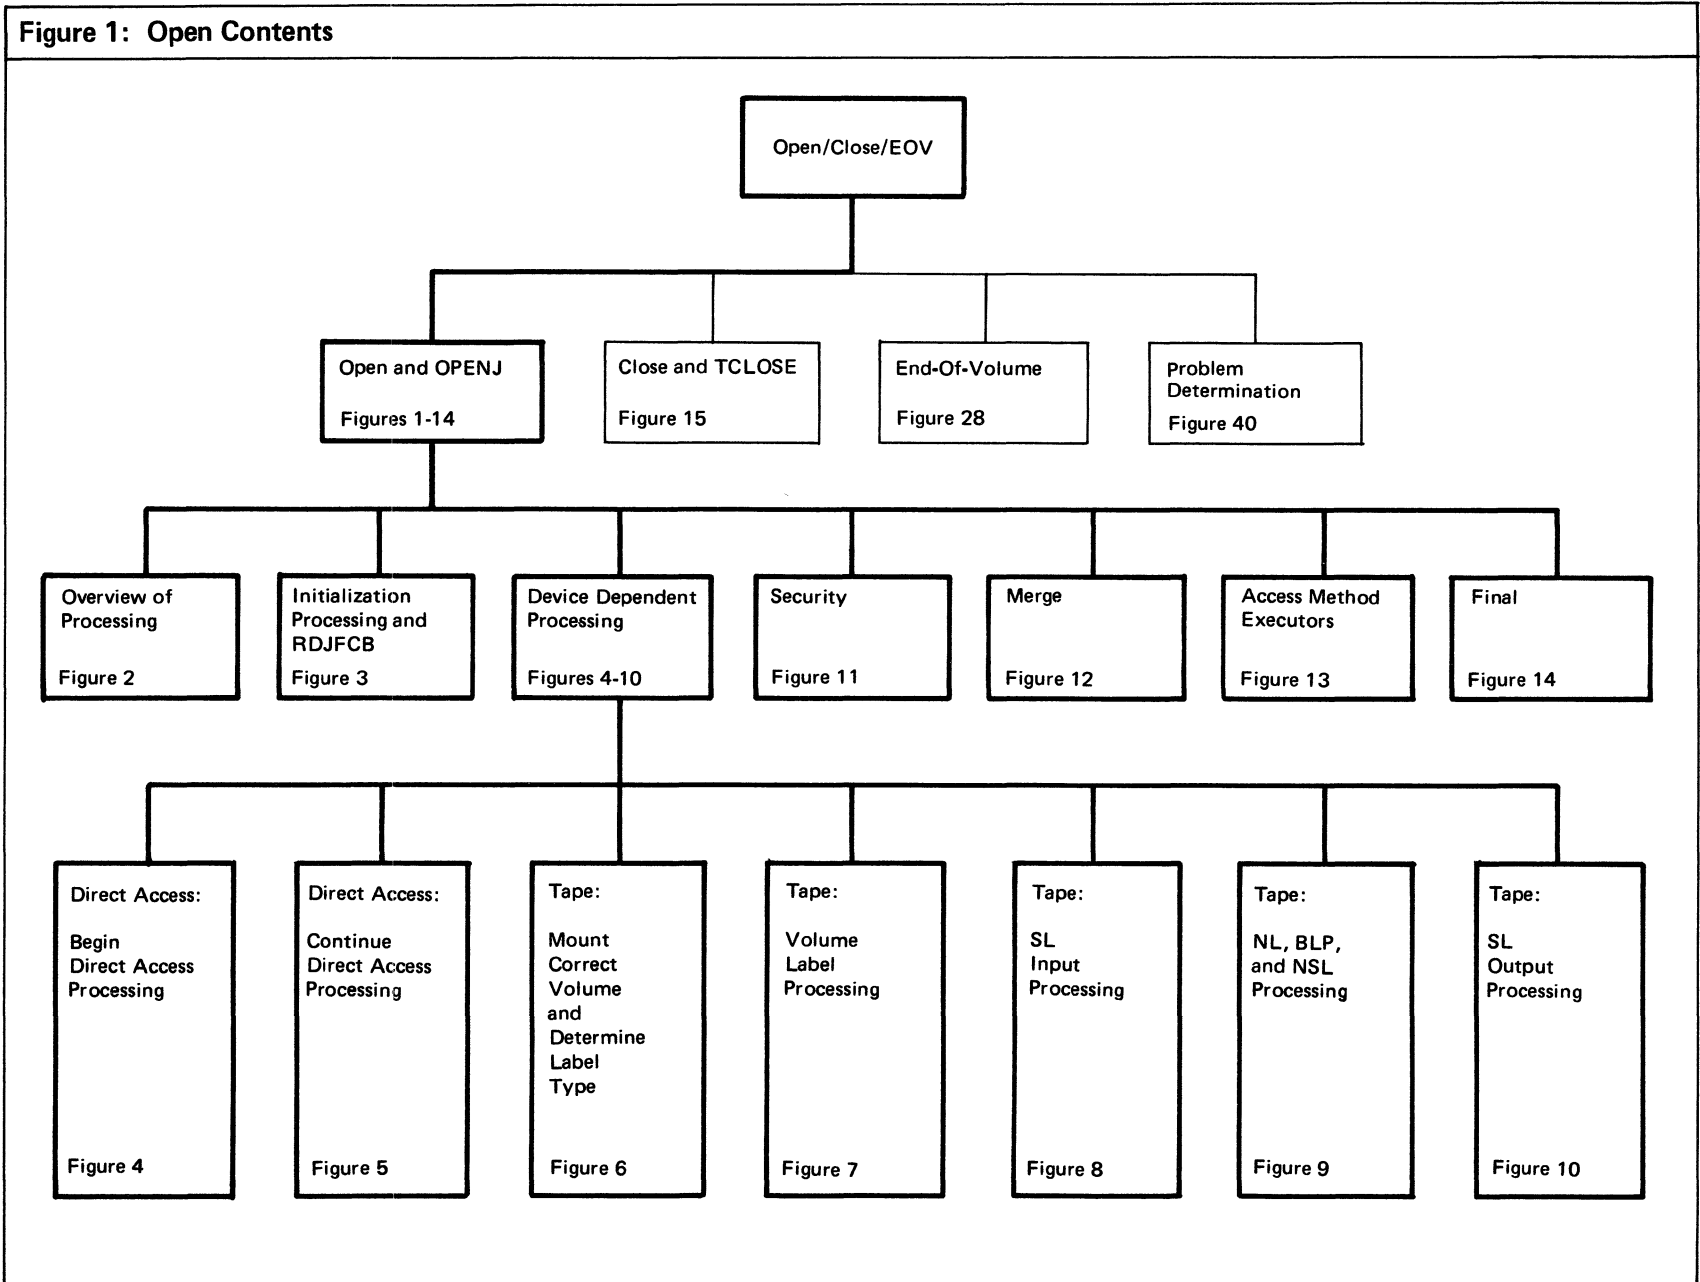 Figure 1: Open Contents
Open/Close/EOV
Open and OPENJ
Figures 1-14
Close and TCLOSE
Figure 15
End-Of-Volume
Figure 28
Problem
Determination
Figure 40
Overview of
Processing
Figure 2
Initialization
Processing and
RDJFCB
Figure 3
Device Dependent
Processing
Figures 4-10
Security
Figure 11
Merge
Figure 12
Access Method
Executors
Figure 13
Final
Figure 14
Direct Access:
Begin
Direct Access
Processing
Figure 4
Direct Access:
Continue
Direct Access
Processing
Figure 5
Tape:
Mount
Correct
Volume
and
Determine
Label
Type
Figure 6
Tape:
Volume
Label
Processing
Figure 7
Tape:
SL
Input
Processing
Figure 8
Tape:
NL, BLP,
and NSL
Processing
Figure 9
Tape:
SL
Output
Processing
Figure 10